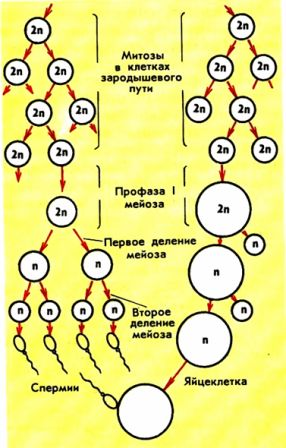 2n
2n
Митозы
в клетках
зародышевого
пути
2n 2n
2n 2n
2n 2n
2n 2n
2n 2n
2n 2n
Профаза I
мейоза
2n
2n
Первое деление
мейоза
n
n n
n
n n n n
n
Второе
деление
мейоза
n
Спермии
Яйцеклетка